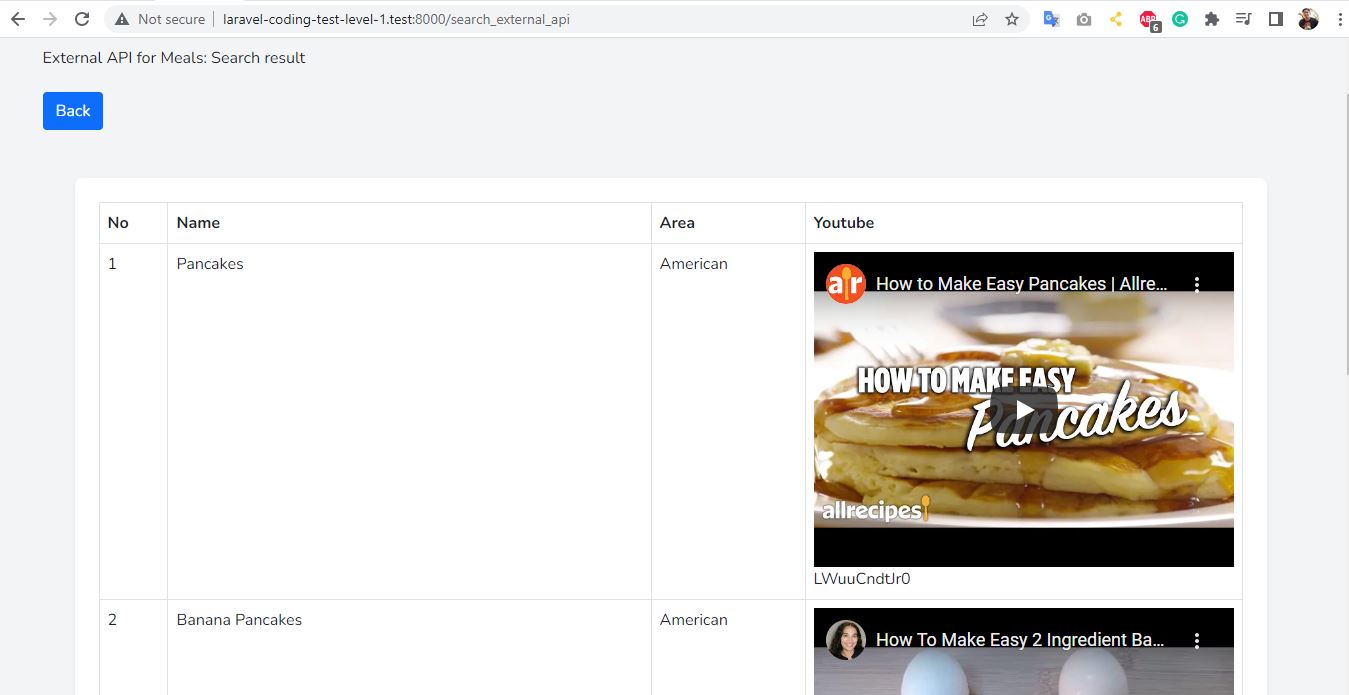 Not secure
laravel-coding-test-level-1.test:8000/search_external_api
ABP
6
External API for Meals: Search result
Back
No Name Area Youtube
1 Pancakes American
ar How to Make Easy Pancakes | Allre...
HOW TO MAKE EASY
Pancakes
allrecipes
LWuuCndtJr0
2 Banana Pancakes American
How To Make Easy 2 Ingredient Ba...